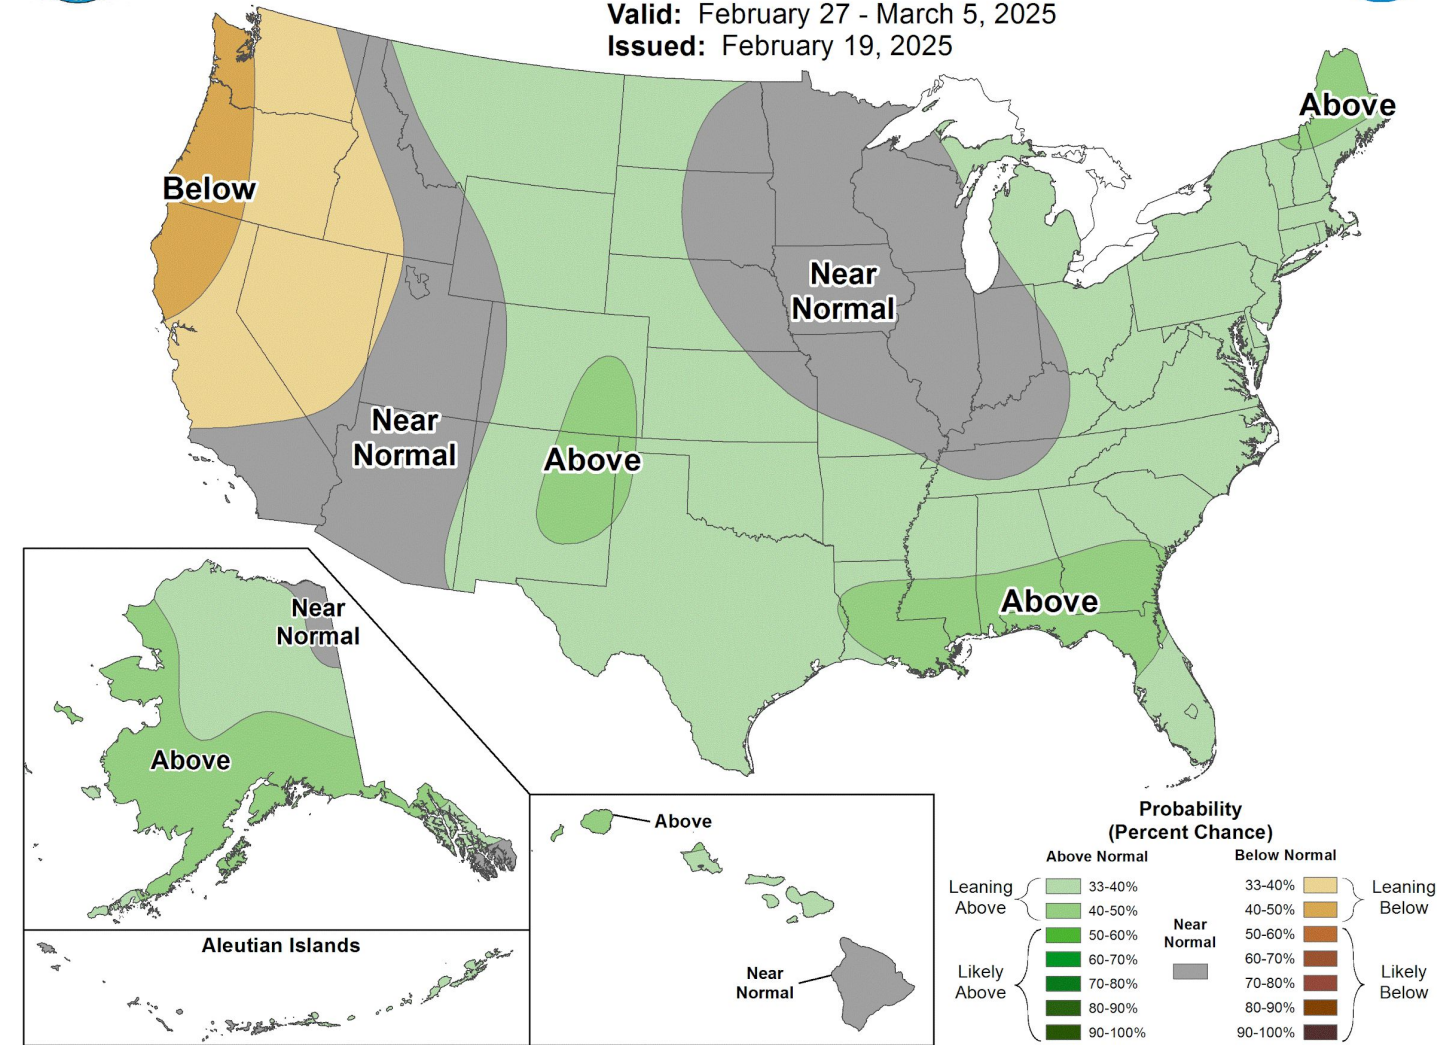 Valid: February 27 - March 5, 2025
Issued: February 19, 2025
Above
Below
Near
Normal
Near
Normal
Above
Above
Near
Normal
Above
Aleutian Islands
Above
Near
Normal
Probability
(Percent Chance)
Above Normal
Below Normal
Leaning
Above
33-40%
40-50%
Likely
Above
50-60%
60-70%
70-80%
80-90%
90-100%
Near
Normal
33-40%
40-50%
Leaning
Below
50-60%
60-70%
70-80%
80-90%
90-100%
Likely
Below